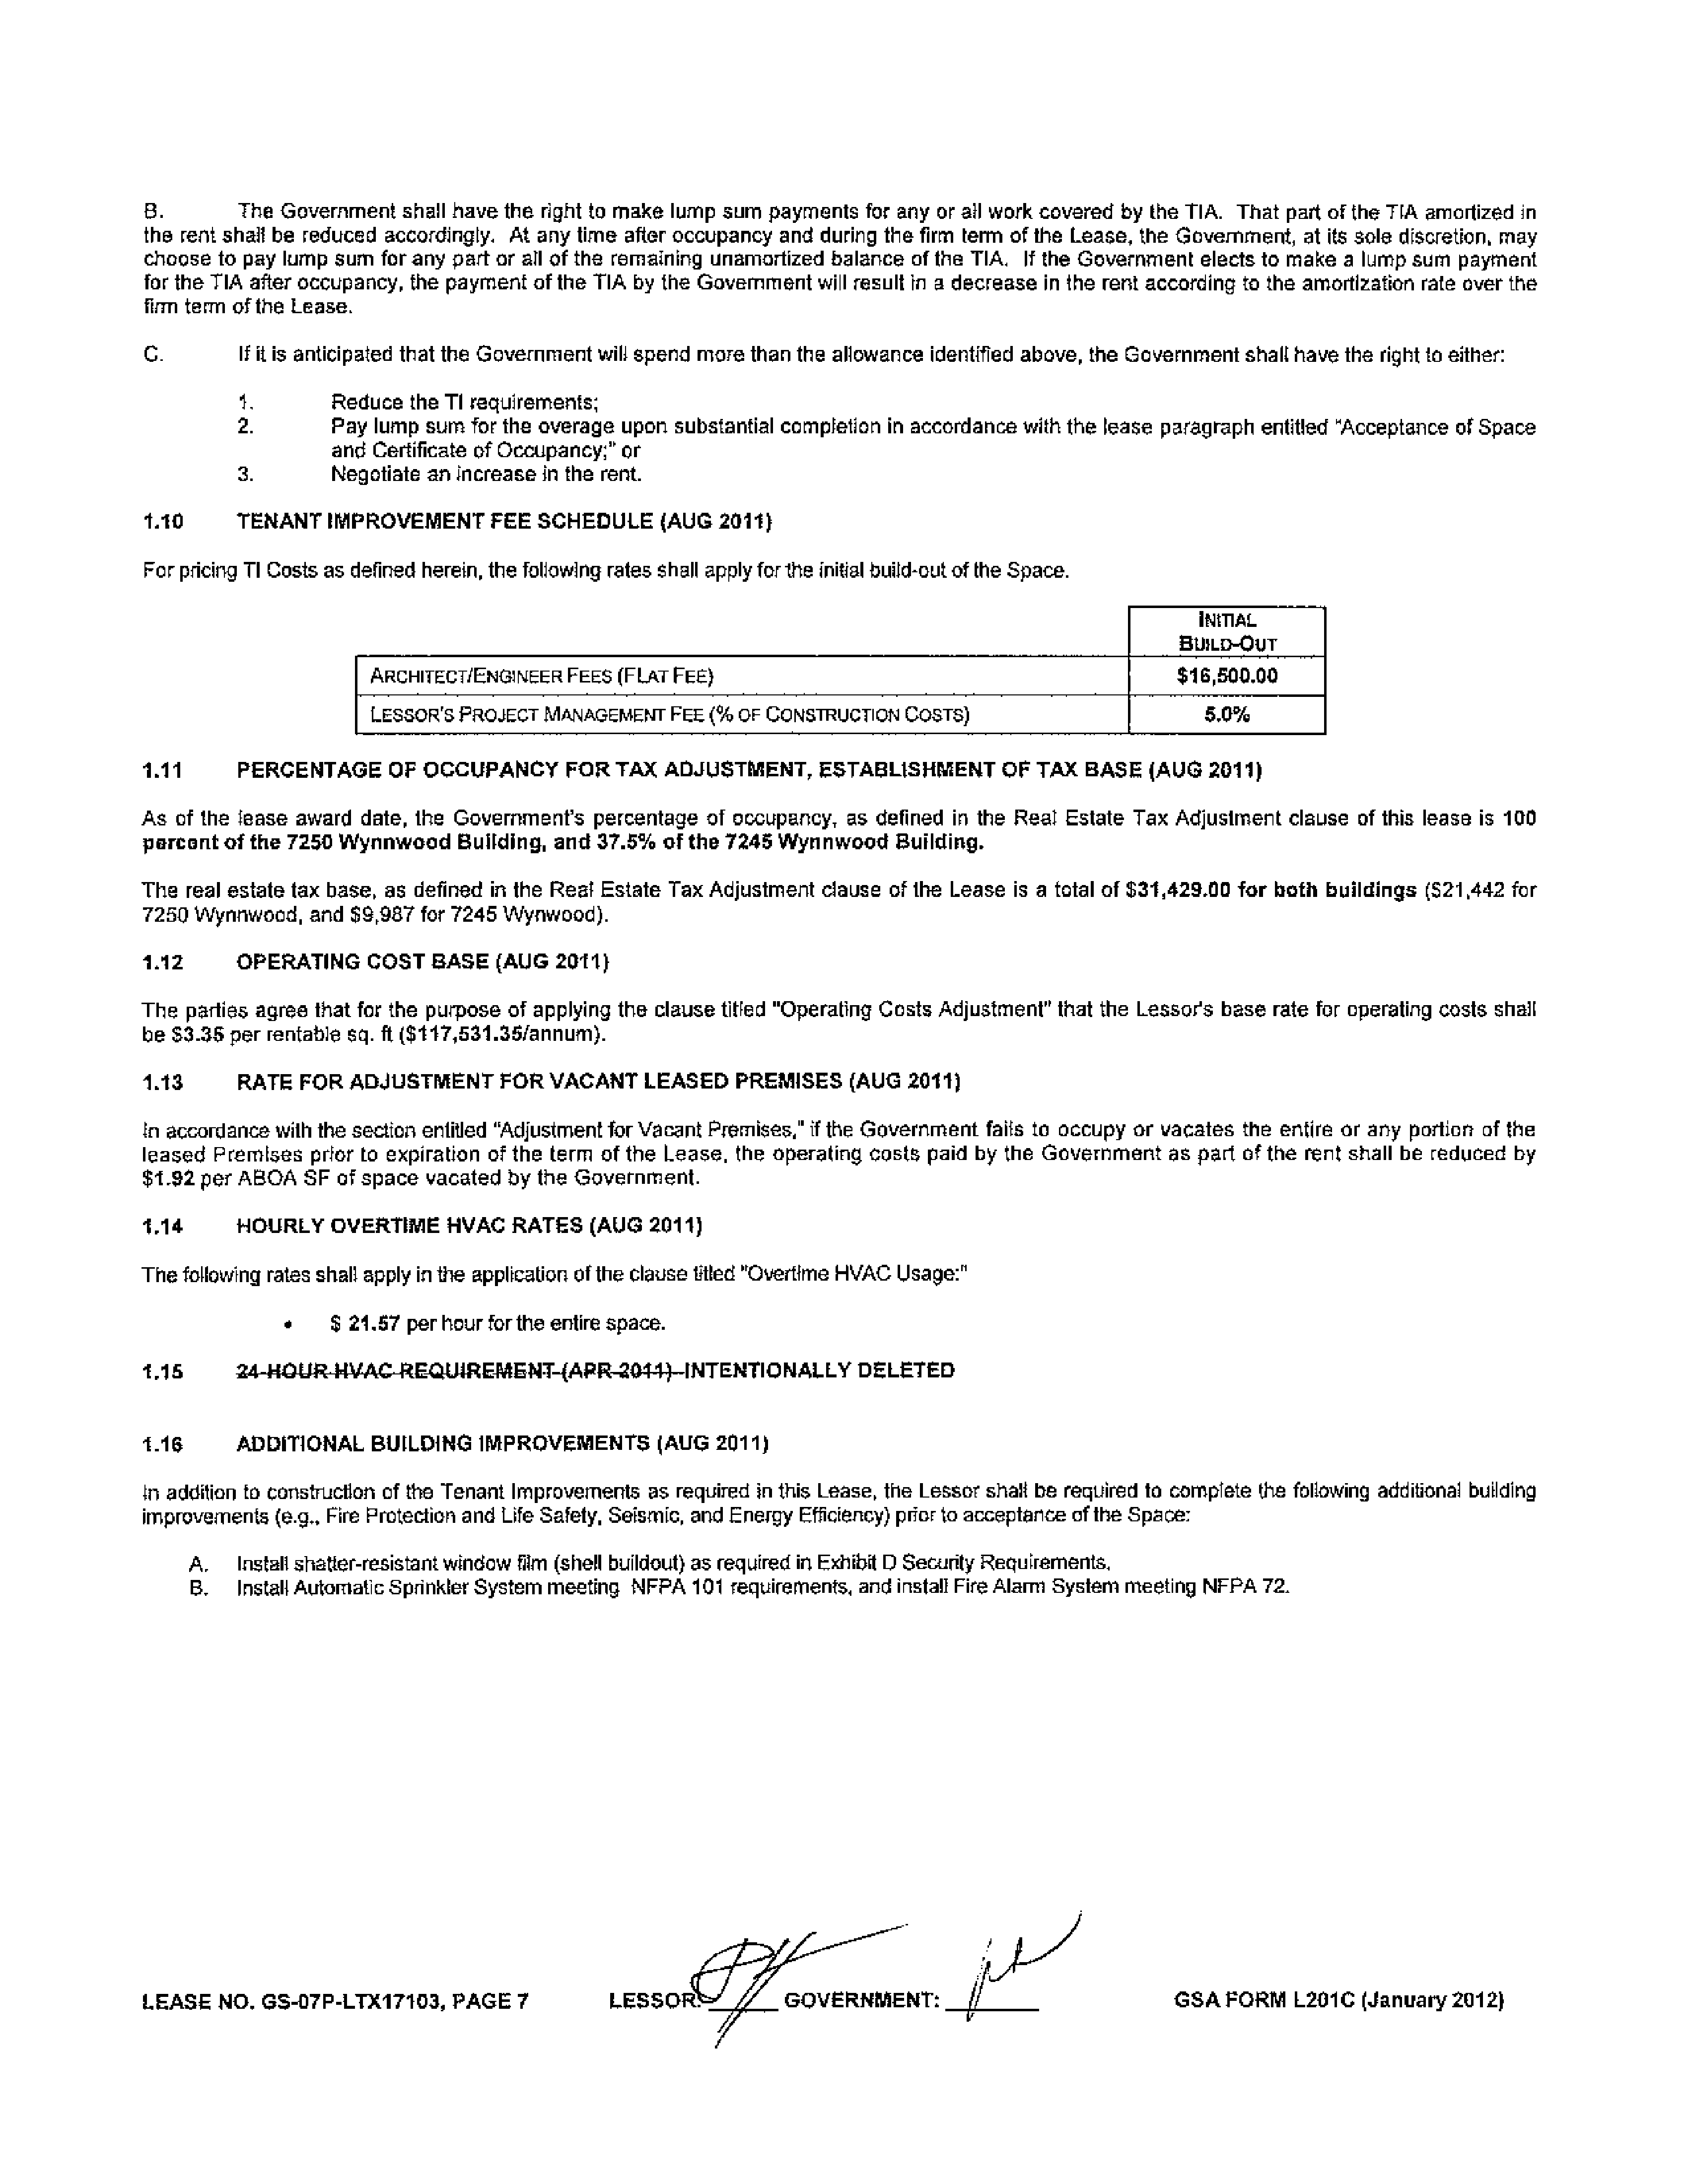 B. The Government shall have the right to make lump sum payments for any or all work covered by the TIA. That part of the TIA amortized in
the rent shall be reduced accordingly. At any time after occupancy and during the firm term of the Lease, the Government, at its sole discretion, may
choose to pay lump sum for any part or all of the remaining unamortized balance of the TIA. If the Government elects to make a lump sum payment
for the TIA after occupancy, the payment of the TIA by the Government will result in a decrease in the rent according to the amortization rate over the
firm term of the Lease.
C. If it is anticipated that the Government will spend more than the allowance identified above, the Government shall have the right to either:
1. Reduce the TI requirements;
2. Pay lump sum for the overage upon substantial completion in accordance with the lease paragraph entitled "Acceptance of Space
and Certificate of Occupancy;" or
3. Negotiate an increase in the rent.
1.10 TENANT IMPROVEMENT FEE SCHEDULE (AUG 2011)
For pricing TI Costs as defined herein, the following rates shall apply for the initial build-out of the Space.
INITIAL
BUILD-OUT
ARCHITECT/ENGINEER FEES (FLAT FEE) $16,500.00
LESSOR'S PROJECT MANAGEMENT FEE (% OF CONSTRUCTION COSTS) 5.0%
1.11 PERCENTAGE OF OCCUPANCY FOR TAX ADJUSTMENT, ESTABLISHMENT OF TAX BASE (AUG 2011)
As of the lease award date, the Government's percentage of occupancy, as defined in the Real Estate Tax Adjustment clause of this lease is 100
percent of the 7250 Wynnwood Building, and 37.5% of the 7245 Wynnwood Building.
The real estate tax base, as defined in the Real Estate Tax Adjustment clause of the Lease is a total of $31,429.00 for both buildings ($21,442 for
7250 Wynnwood, and $9,987 for 7245 Wynwood).
1.12 OPERATING COST BASE (AUG 2011)
The parties agree that for the purpose of applying the clause titled "Operating Costs Adjustment" that the Lessor's base rate for operating costs shall
be $3.35 per rentable sq. ft ($117,531.35/annum).
1.13 RATE FOR ADJUSTMENT FOR VACANT LEASED PREMISES (AUG 2011)
In accordance with the section entitled "Adjustment for Vacant Premises," if the Government fails to occupy or vacates the entire or any portion of the
leased Premises prior to expiration of the term of the Lease, the operating costs paid by the Government as part of the rent shall be reduced by
$1.92 per ABOA SF of space vacated by the Government.
1.14 HOURLY OVERTIME HVAC RATES (AUG 2011)
The following rates shall apply in the application of the clause titled "Overtime HVAC Usage:"
• $ 21.57 per hour for the entire space.
1.15 24-HOUR HVAC REQUIREMENT (APR 2011) INTENTIONALLY DELETED
1.16 ADDITIONAL BUILDING IMPROVEMENTS (AUG 2011)
In addition to construction of the Tenant Improvements as required in this Lease, the Lessor shall be required to complete the following additional building
improvements (e.g., Fire Protection and Life Safety, Seismic, and Energy Efficiency) prior to acceptance of the Space:
A. Install shatter-resistant window film (shell buildout) as required in Exhibit D Security Requirements.
B. Install Automatic Sprinkler System meeting NFPA 101 requirements, and install Fire Alarm System meeting NFPA 72.
LEASE NO. GS-07P-LTX17103, PAGE 7 LESSOR: GOVERNMENT: GSA FORM L201C (January 2012)